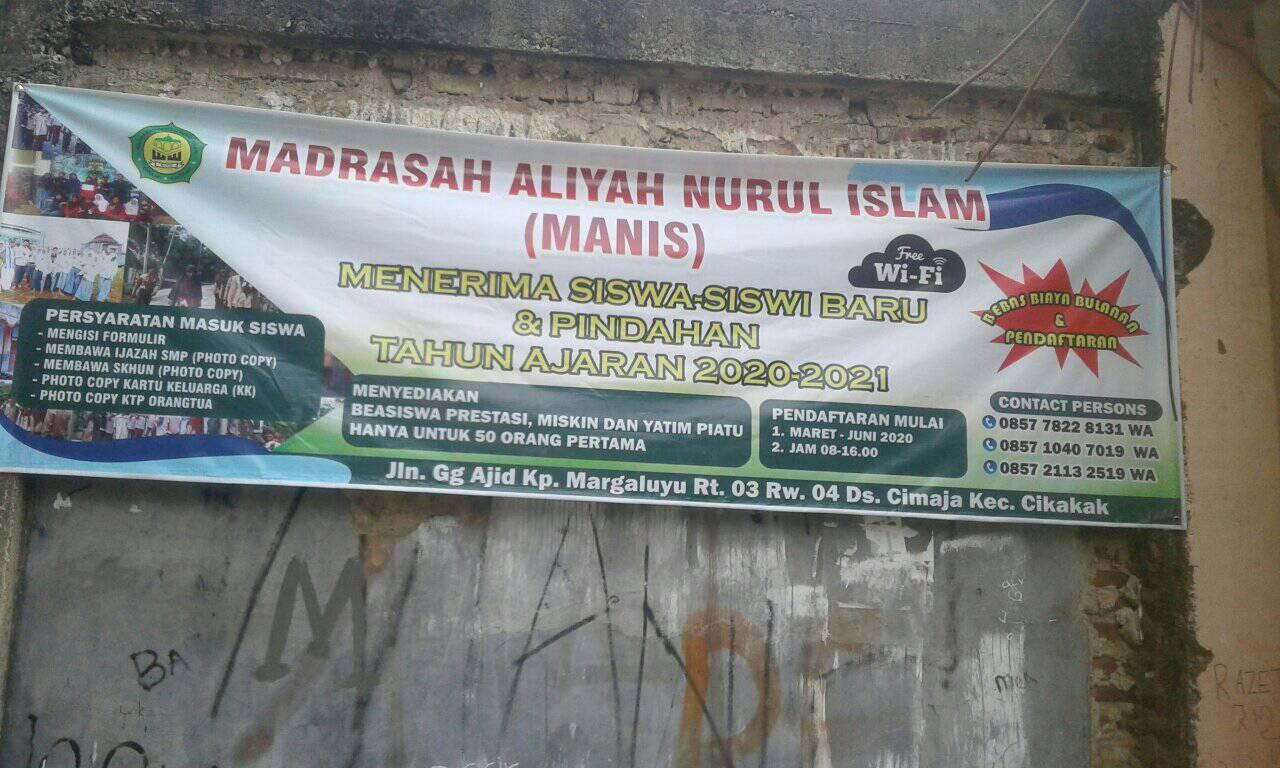 MADRASAH ALIYAH NURUL ISLAM
(MANIS)
Free
Wi-Fi
MENERIMA SISWA-SISWI BARU
& PINDAHAN
TAHUN AJARAN 2020-2021
BEBAS BIAYA BULANAN
&
PENDAFTARAN
PERSYARATAN MASUK SISWA
- MENGISI FORMULIR
- MEMBAWA IJAZAH SMP (PHOTO COPY)
- MEMBAWA SKHUN (PHOTO COPY)
- PHOTO COPY KARTU KELUARGA (KK)
- PHOTO COPY KTP ORANGTUA
MENYEDIAKAN
BEASISWA PRESTASI, MISKIN DAN YATIM PIATU
HANYA UNTUK 50 ORANG PERTAMA
PENDAFTARAN MULAI
1. MARET - JUNI 2020
2. JAM 08-16.00
CONTACT PERSONS
0857 7822 8131 WA
0857 1040 7019 WA
0857 2113 2519 WA
Jln. Gg Ajid Kp. Margaluyu Rt. 03 Rw. 04 Ds. Cimaja Kec. Cikakak
BA